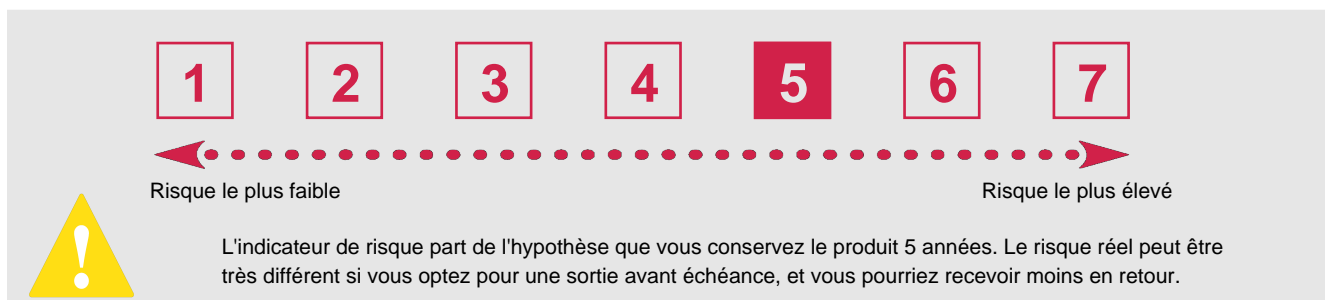 1 2 3 4 5 6 7
Risque le plus faible Risque le plus élevé
!
L'indicateur de risque part de l'hypothèse que vous conservez le produit 5 années. Le risque réel peut être
très différent si vous optez pour une sortie avant échéance, et vous pourriez recevoir moins en retour.